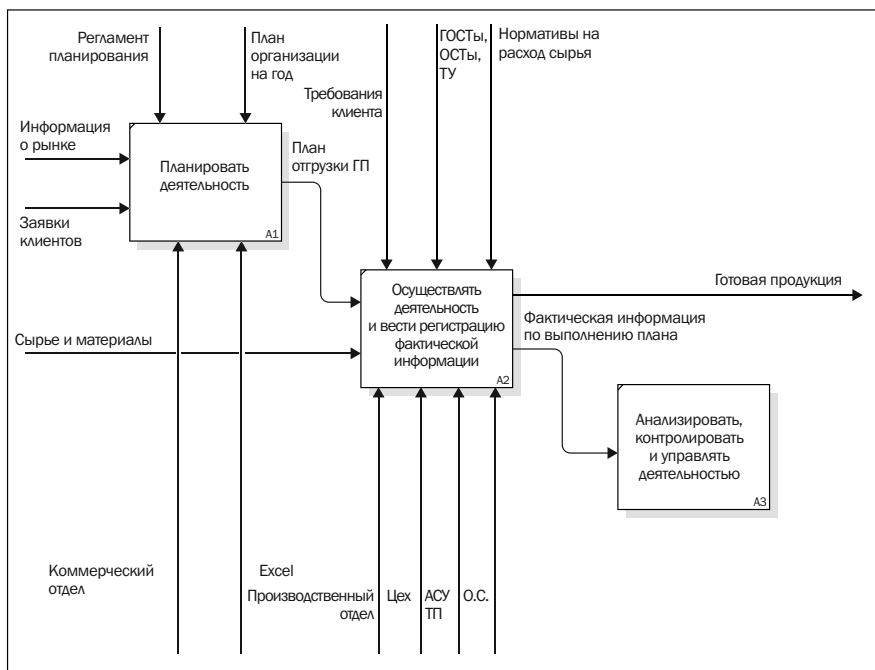 Регламент
планирования
План
организации
на год
ГОСТы,
ОСТы,
ТУ
Нормативы на
расход сырья
Требования
клиента
Информация
о рынке
Планировать
деятельность
A1
План
отгрузки ГП
Заявки
клиентов
Осуществлять
деятельность
и вести регистрацию
фактической
информации
A2
Готовая продукция
Фактическая информация
по выполнению плана
Сырье и материалы
Анализировать,
контролировать
и управлять
деятельностью
A3
Коммерческий
отдел
Excel
Производственный
отдел
Цех
АСУ
ТП
О.С.